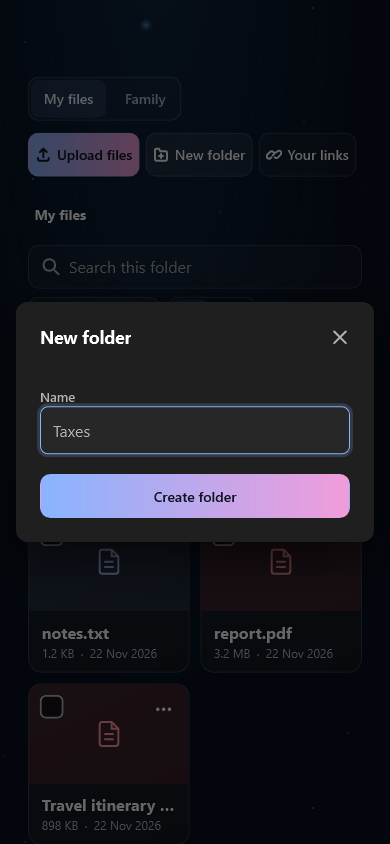 My files
Family
Upload files
New folder
Your links
My files
Search this folder
New folder
Name
Taxes
Create folder
notes.txt
report.pdf
1.2 KB · 22 Nov 2026
3.2 MB · 22 Nov 2026
Travel itinerary ...
898 KB · 22 Nov 2026